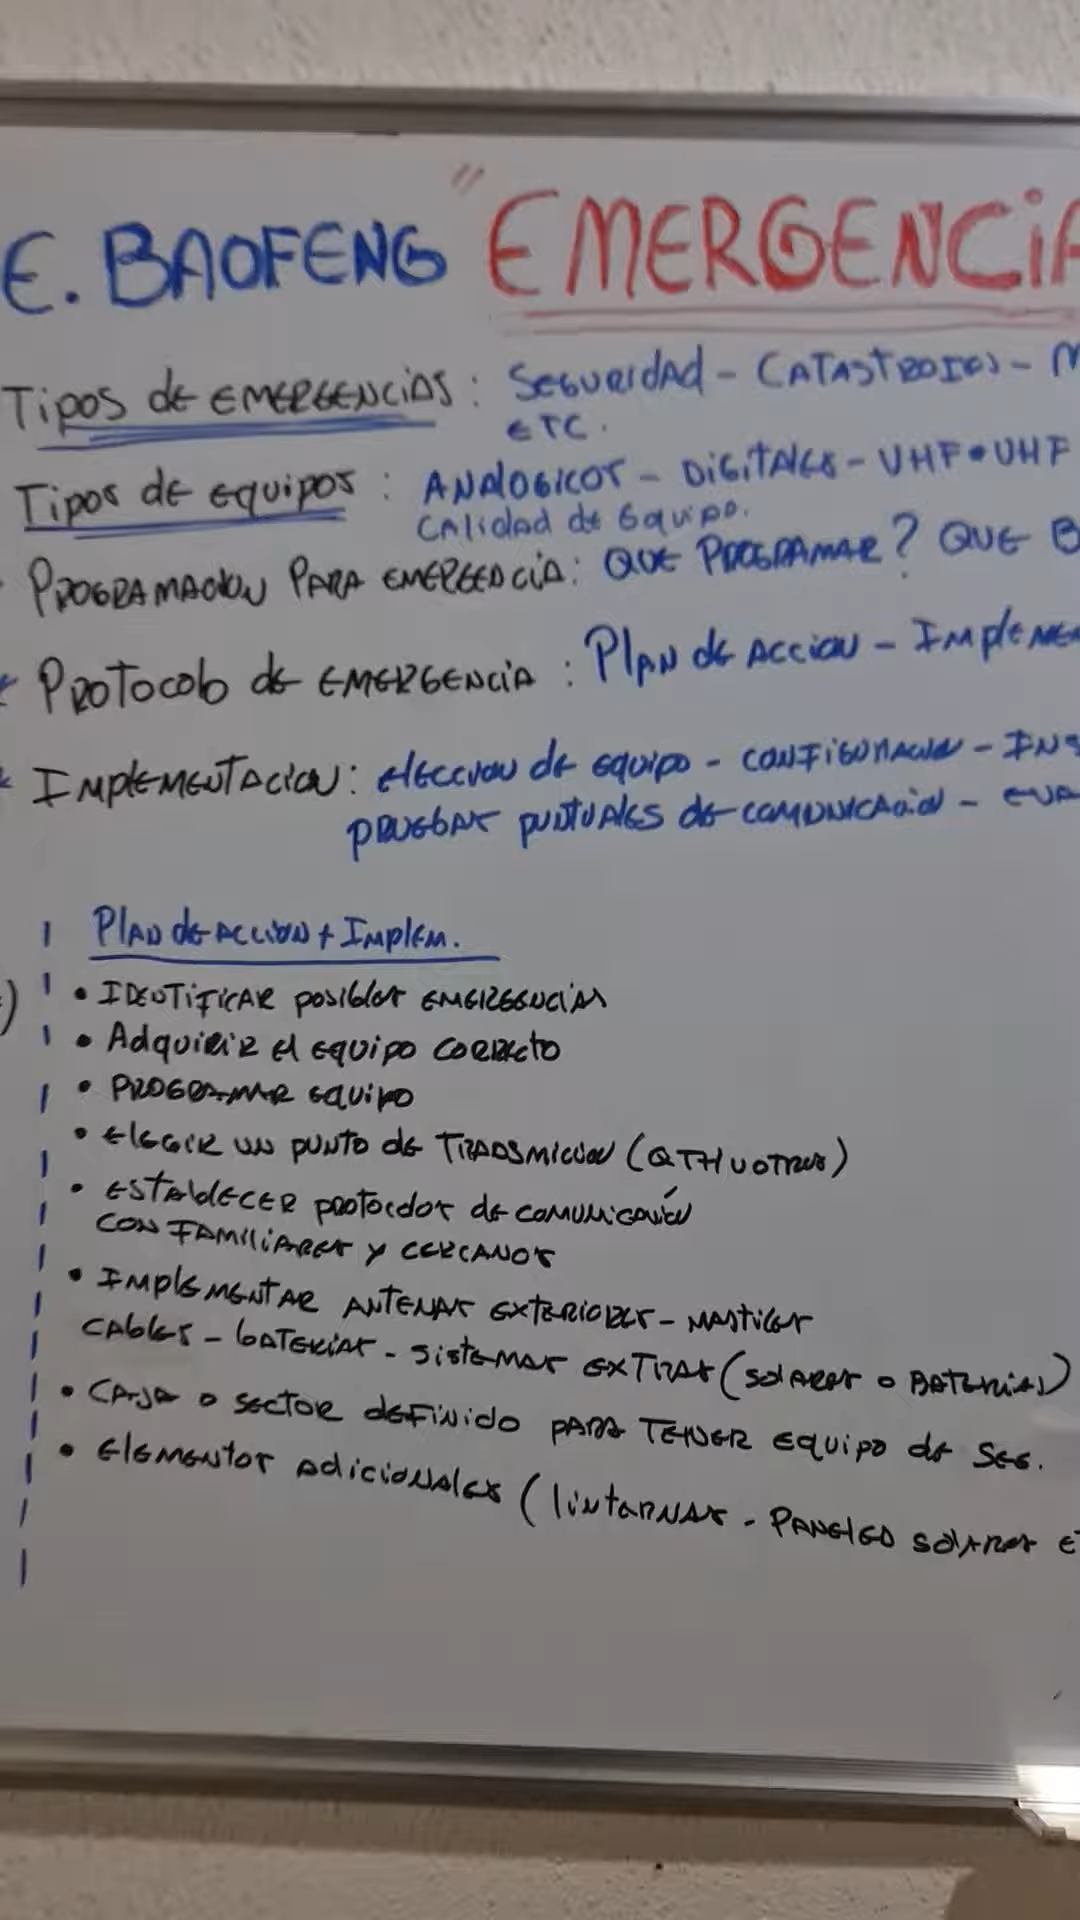 E. BAOFENG "EMERGENCIA
Tipos de EMERGENCIAS: SEGURIDAD - CATASTROFES - M
ETC.
Tipos de equipos: ANALOGICOS - DIGITALES - VHF • UHF
CALIDAD de EQUIPO.
PROGRAMACION PARA EMERGENCIA: QUE PROGRAMAR? QUE B
PROTOCOLO de EMERGENCIA: PLAN de ACCION - IMPLEMEN
IMPLEMENTACION: elección de equipo - CONFIGURACION - INS
PRUEBAS PUNTUALES de COMUNICACION - EVA
PLAN de ACCION + IMPLEM.
) • IDENTIFICAR posibles EMERGENCIAS
• Adquirir el equipo CORRECTO
• PROGRAMAR equipo
• ELEGIR UN PUNTO DE TRANSMICION (QTH U OTROS)
• ESTABLECER protocolos de comunicación
CON FAMILIARES y CERCANOS
• IMPLEMENTAR ANTENAS EXTERIORES - MASTILES
CABLES - BATERIAS - SISTEMAS EXTRAS (SOLARES o BATERIAS)
• CAJA o SECTOR definido PARA TENER EQUIPO de SEG.
• Elementos adicionales (lintarnas - PANELES SOLARES E